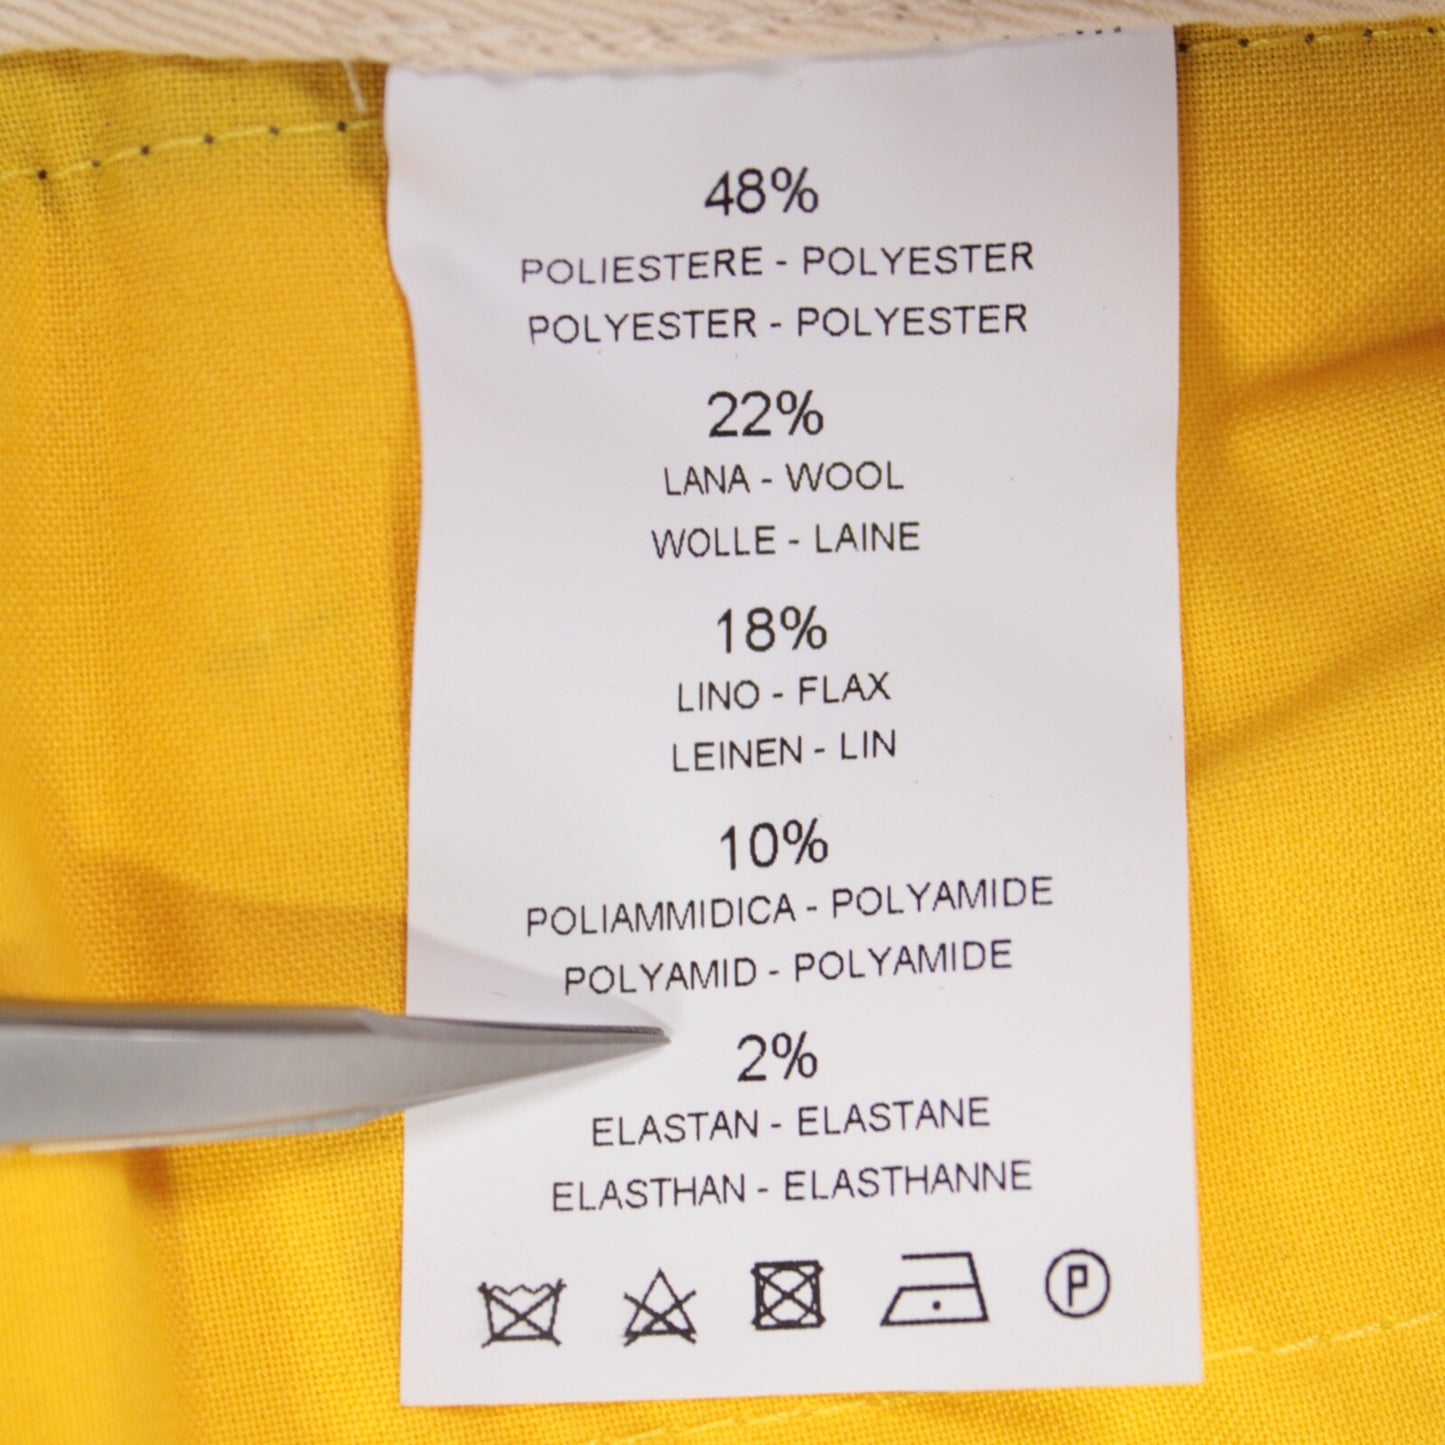 48%
POLIESTERE - POLYESTER
POLYESTER - POLYESTER
22%
LANA - WOOL
WOLLE - LAINE
18%
LINO - FLAX
LEINEN - LIN
10%
POLIAMMIDICA - POLYAMIDE
POLYAMID - POLYAMIDE
2%
ELASTAN - ELASTANE
ELASTHAN - ELASTHANNE
P